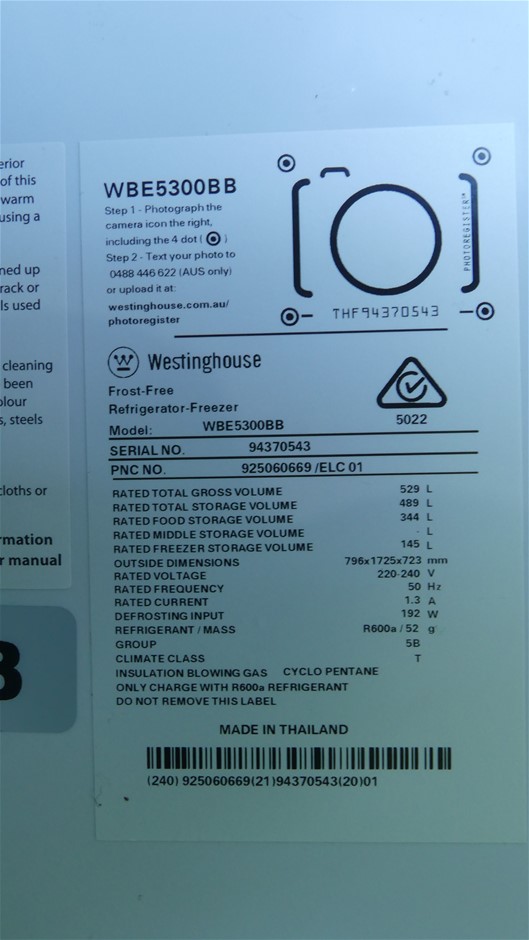 erior
of this
warm
using a
ned up
rack or
ls used
cleaning
been
olour
s, steels
cloths or
rmation
r manual
WBE5300BB
Step 1 - Photograph the
camera icon the right,
including the 4 dot ( )
Step 2 - Text your photo to
0488 446 622 (AUS only)
or upload it at:
westinghouse.com.au/
photoregister
PHOTOREGISTER™
THF94370543
W Westinghouse
Frost-Free
Refrigerator-Freezer
Model: WBE5300BB
5022
SERIAL NO. 94370543
PNC NO. 925060669 /ELC 01
RATED TOTAL GROSS VOLUME 529 L
RATED TOTAL STORAGE VOLUME 489 L
RATED FOOD STORAGE VOLUME 344 L
RATED MIDDLE STORAGE VOLUME - L
RATED FREEZER STORAGE VOLUME 145 L
OUTSIDE DIMENSIONS 796x1725x723 mm
RATED VOLTAGE 220-240 V
RATED FREQUENCY 50 Hz
RATED CURRENT 1.3 A
DEFROSTING INPUT 192 W
REFRIGERANT / MASS R600a / 52 g
GROUP 5B
CLIMATE CLASS T
INSULATION BLOWING GAS CYCLO PENTANE
ONLY CHARGE WITH R600a REFRIGERANT
DO NOT REMOVE THIS LABEL
MADE IN THAILAND
(240) 925060669(21)94370543(20)01